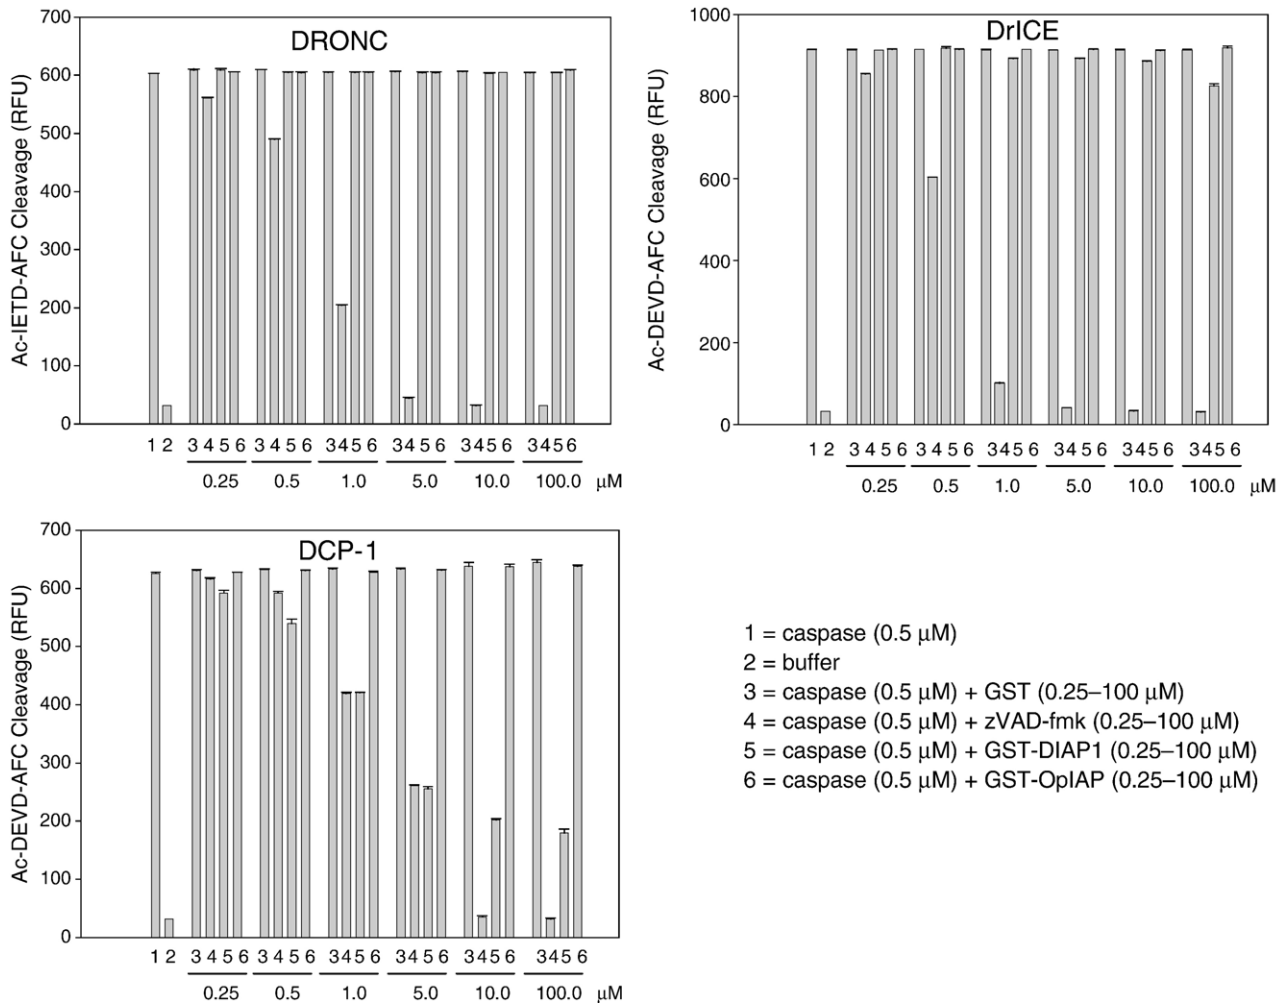 DRONC
Ac-IETD-AFC Cleavage (RFU)
700
600
500
400
300
200
100
0
1 2 3 4 5 6 3 4 5 6 3 4 5 6 3 4 5 6 3 4 5 6 3 4 5 6
0.25 0.5 1.0 5.0 10.0 100.0 μM
DrICE
Ac-DEVD-AFC Cleavage (RFU)
1000
800
600
400
200
0
1 2 3 4 5 6 3 4 5 6 3 4 5 6 3 4 5 6 3 4 5 6 3 4 5 6
0.25 0.5 1.0 5.0 10.0 100.0 μM
DCP-1
Ac-DEVD-AFC Cleavage (RFU)
700
600
500
400
300
200
100
0
1 2 3 4 5 6 3 4 5 6 3 4 5 6 3 4 5 6 3 4 5 6 3 4 5 6
0.25 0.5 1.0 5.0 10.0 100.0 μM
1 = caspase (0.5 μM)
2 = buffer
3 = caspase (0.5 μM) + GST (0.25–100 μM)
4 = caspase (0.5 μM) + zVAD-fmk (0.25–100 μM)
5 = caspase (0.5 μM) + GST-DIAP1 (0.25–100 μM)
6 = caspase (0.5 μM) + GST-OpIAP (0.25–100 μM)